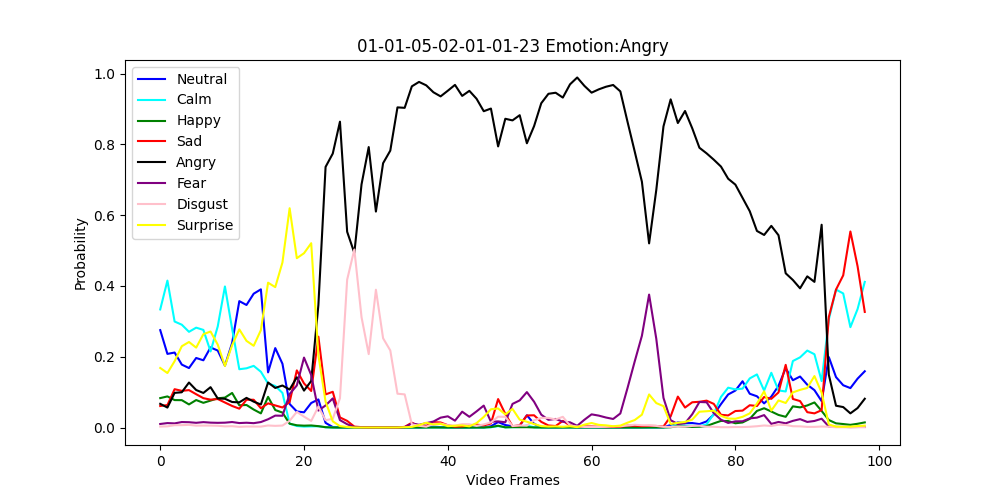 01-01-05-02-01-01-23 Emotion:Angry
Neutral
Calm
Happy
Sad
Angry
Fear
Disgust
Surprise
Probability
1.0
0.8
0.6
0.4
0.2
0.0
0 20 40 60 80 100
Video Frames